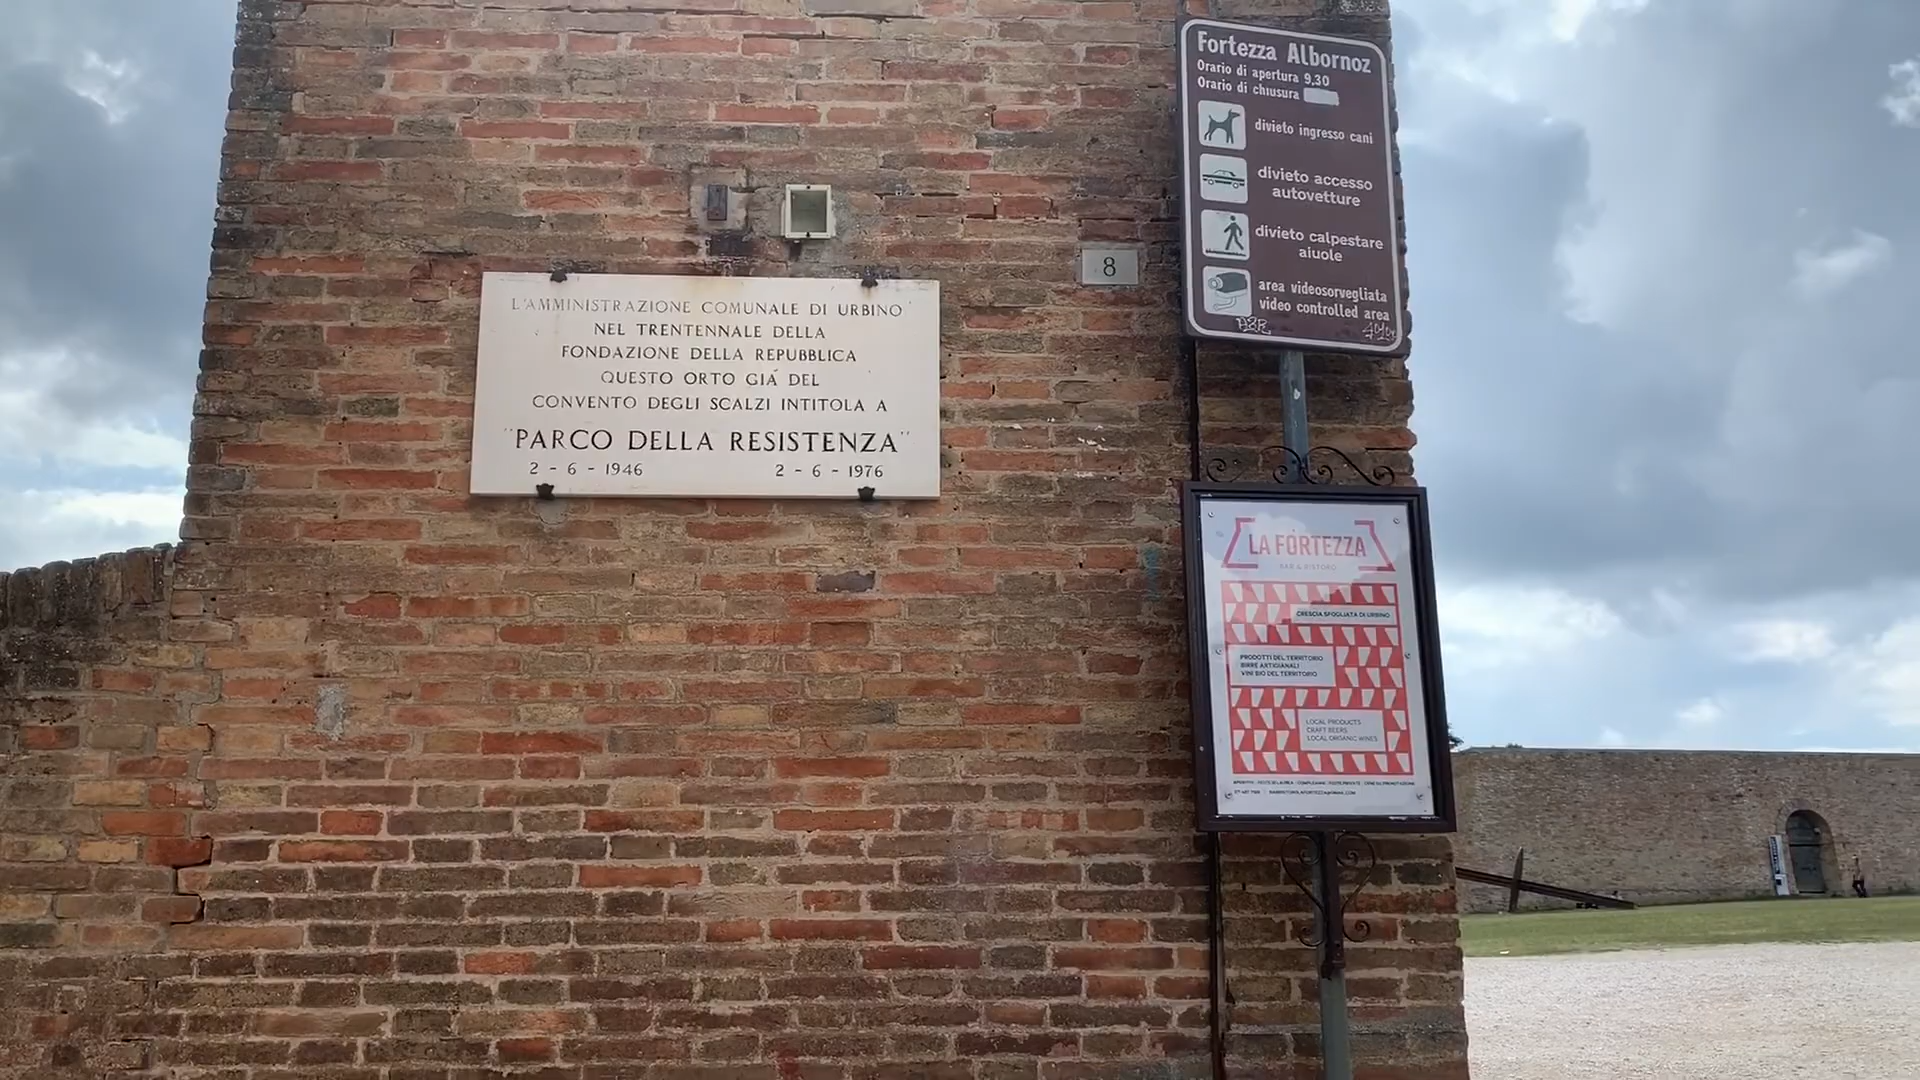 L'AMMINISTRAZIONE COMUNALE DI URBINO
NEL TRENTENNALE DELLA
FONDAZIONE DELLA REPUBBLICA
QUESTO ORTO GIÁ DEL
CONVENTO DEGLI SCALZI INTITOLA A
"PARCO DELLA RESISTENZA"
2 - 6 - 1946 2 - 6 - 1976
8
Fortezza Albornoz
Orario di apertura 9,30
Orario di chiusura
divieto ingresso cani
divieto accesso
autovetture
divieto calpestare
aiuole
area videosorvegliata
video controlled area
LA FORTEZZA
BAR & RISTORO
CRESCIA SFOGLIATA DI URBINO
PRODOTTI DEL TERRITORIO
BIRRE ARTIGIANALI
VINI BIO DEL TERRITORIO
LOCAL PRODUCTS
CRAFT BEERS
LOCAL ORGANIC WINES